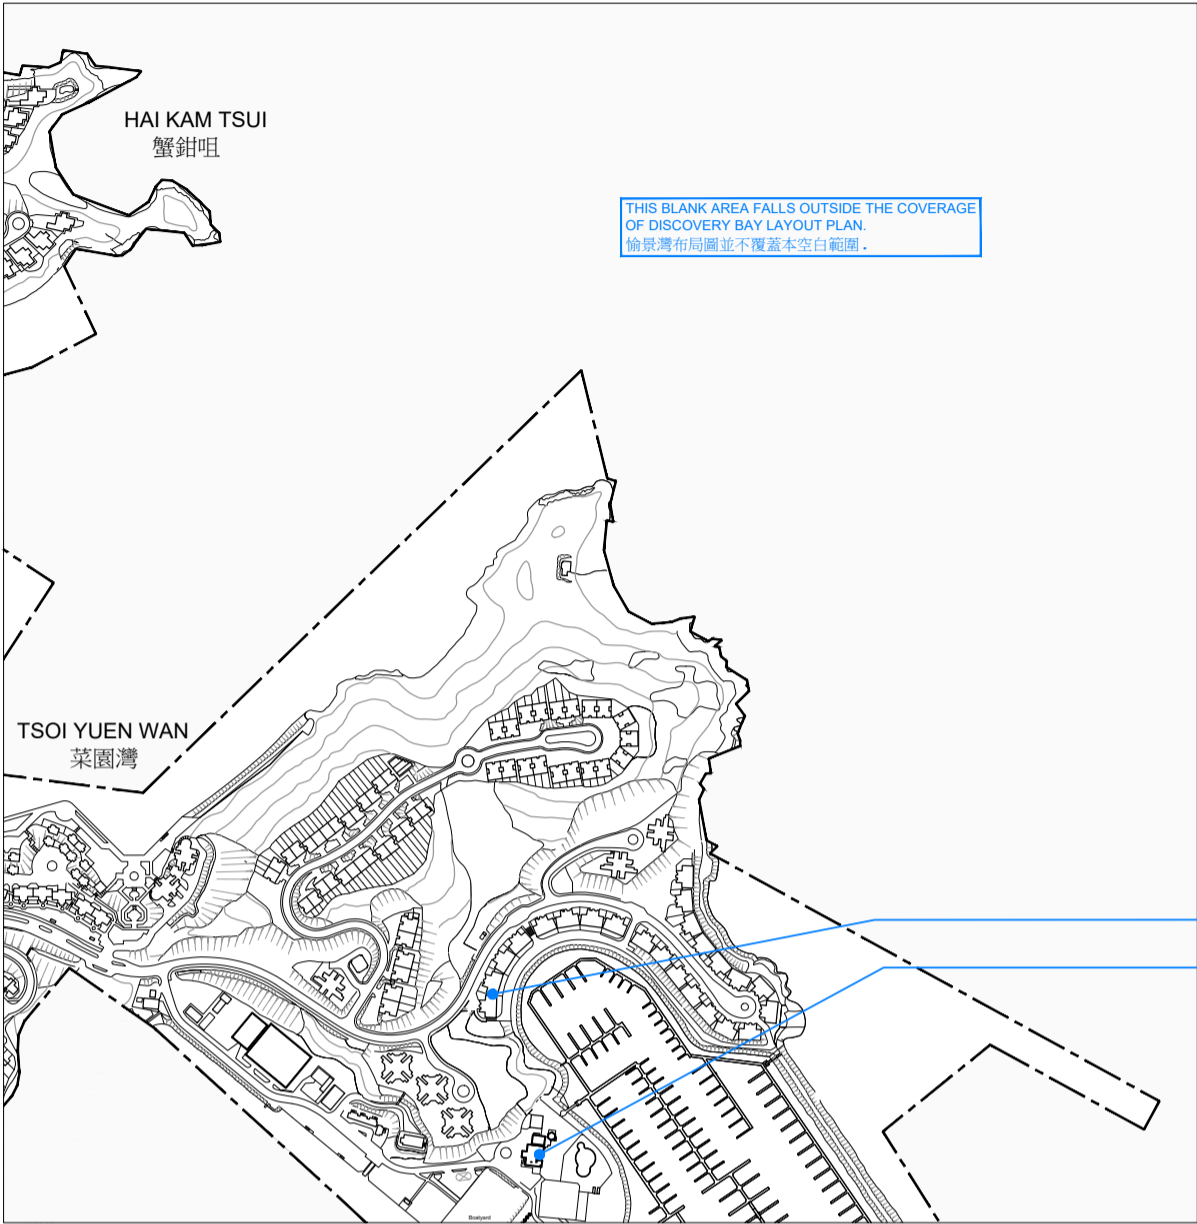 HAI KAM TSUI
蟹鉗咀
THIS BLANK AREA FALLS OUTSIDE THE COVERAGE
OF DISCOVERY BAY LAYOUT PLAN.
愉景灣布局圖並不覆蓋本空白範圍.
TSOI YUEN WAN
菜園灣
Boatyard